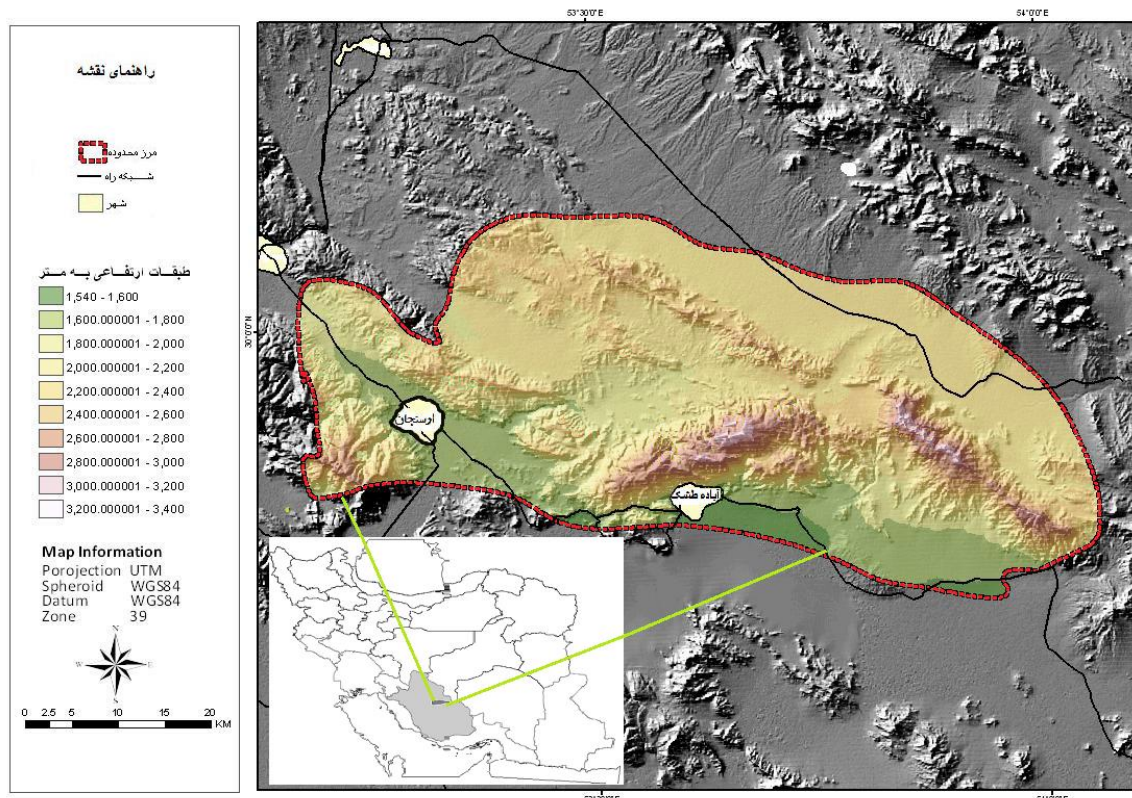 راهنمای نقشه
مرز محدوده
شبکه راه
شهر
طبقات ارتفاعی به متر
1,540 - 1,600
1,600.000001 - 1,800
1,800.000001 - 2,000
2,000.000001 - 2,200
2,200.000001 - 2,400
2,400.000001 - 2,600
2,600.000001 - 2,800
2,800.000001 - 3,000
3,000.000001 - 3,200
3,200.000001 - 3,400
Map Information
Porojection UTM
Spheroid WGS84
Datum WGS84
Zone 39
N
W E
S
0 2.5 5 10 15 20
KM
53°30'0"E
54°0'0"E
30°0'0"N
ارسنجان
آباده طشک